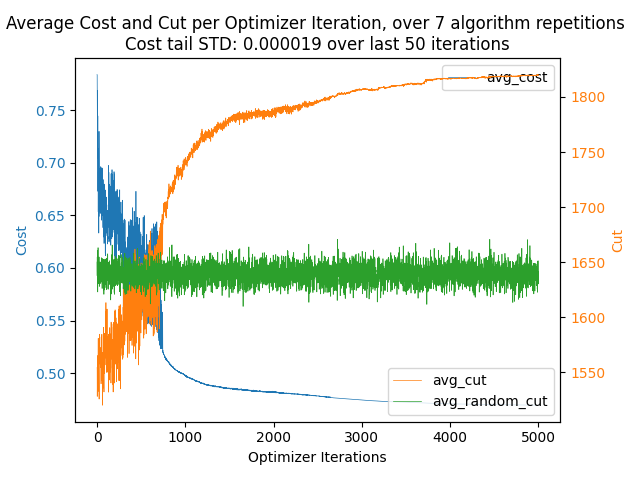 Average Cost and Cut per Optimizer Iteration, over 7 algorithm repetitions
Cost tail STD: 0.000019 over last 50 iterations
avg_cost
0.75
0.70
0.65
0.60
0.55
0.50
Cost
1800
1750
1700
1650
1600
1550
Cut
avg_cut
avg_random_cut
0
1000
2000
3000
4000
5000
Optimizer Iterations